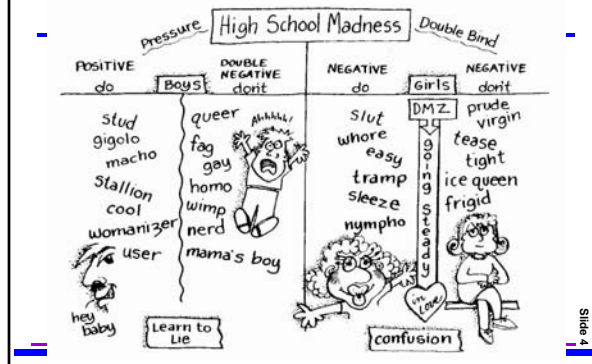 Pressure
High School Madness
Double Bind
POSITIVE
do
Boys
DOUBLE
NEGATIVE
don't
NEGATIVE
do
Girls
NEGATIVE
don't
stud
gigolo
macho
stallion
cool
womanizer
user
hey
baby
queer
fag
gay
homo
wimp
nerd
mama's boy
Ahhhhh!
Learn to
Lie
slut
whore
easy
tramp
sleeze
nympho
DMZ
going steady
in Love
prude
virgin
tease
tight
ice queen
frigid
confusion
Slide 4